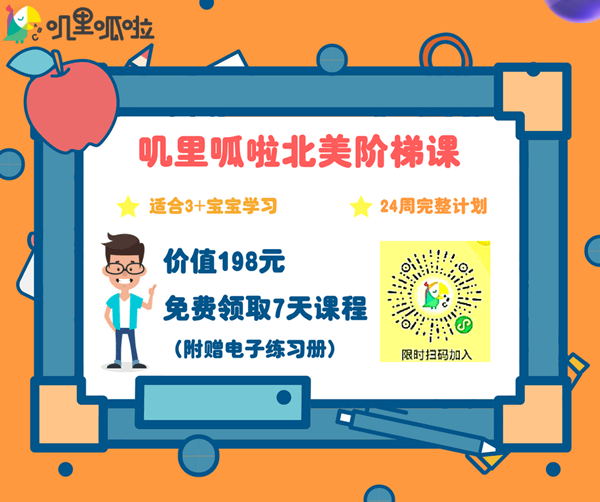 叽里呱啦
叽里呱啦北美阶梯课
适合3+宝宝学习
24周完整计划
价值198元
免费领取7天课程
（附赠电子练习册）
限时扫码加入